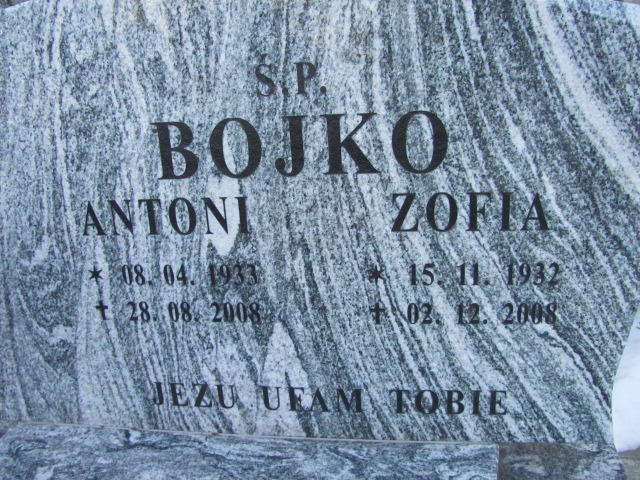 Ś.P.
BOJKO
ANTONI ZOFIA
* 08. 04. 1933 * 15. 11. 1932
✝ 28. 08. 2008 ✝ 02. 12. 2008
JEZU UFAM TOBIE